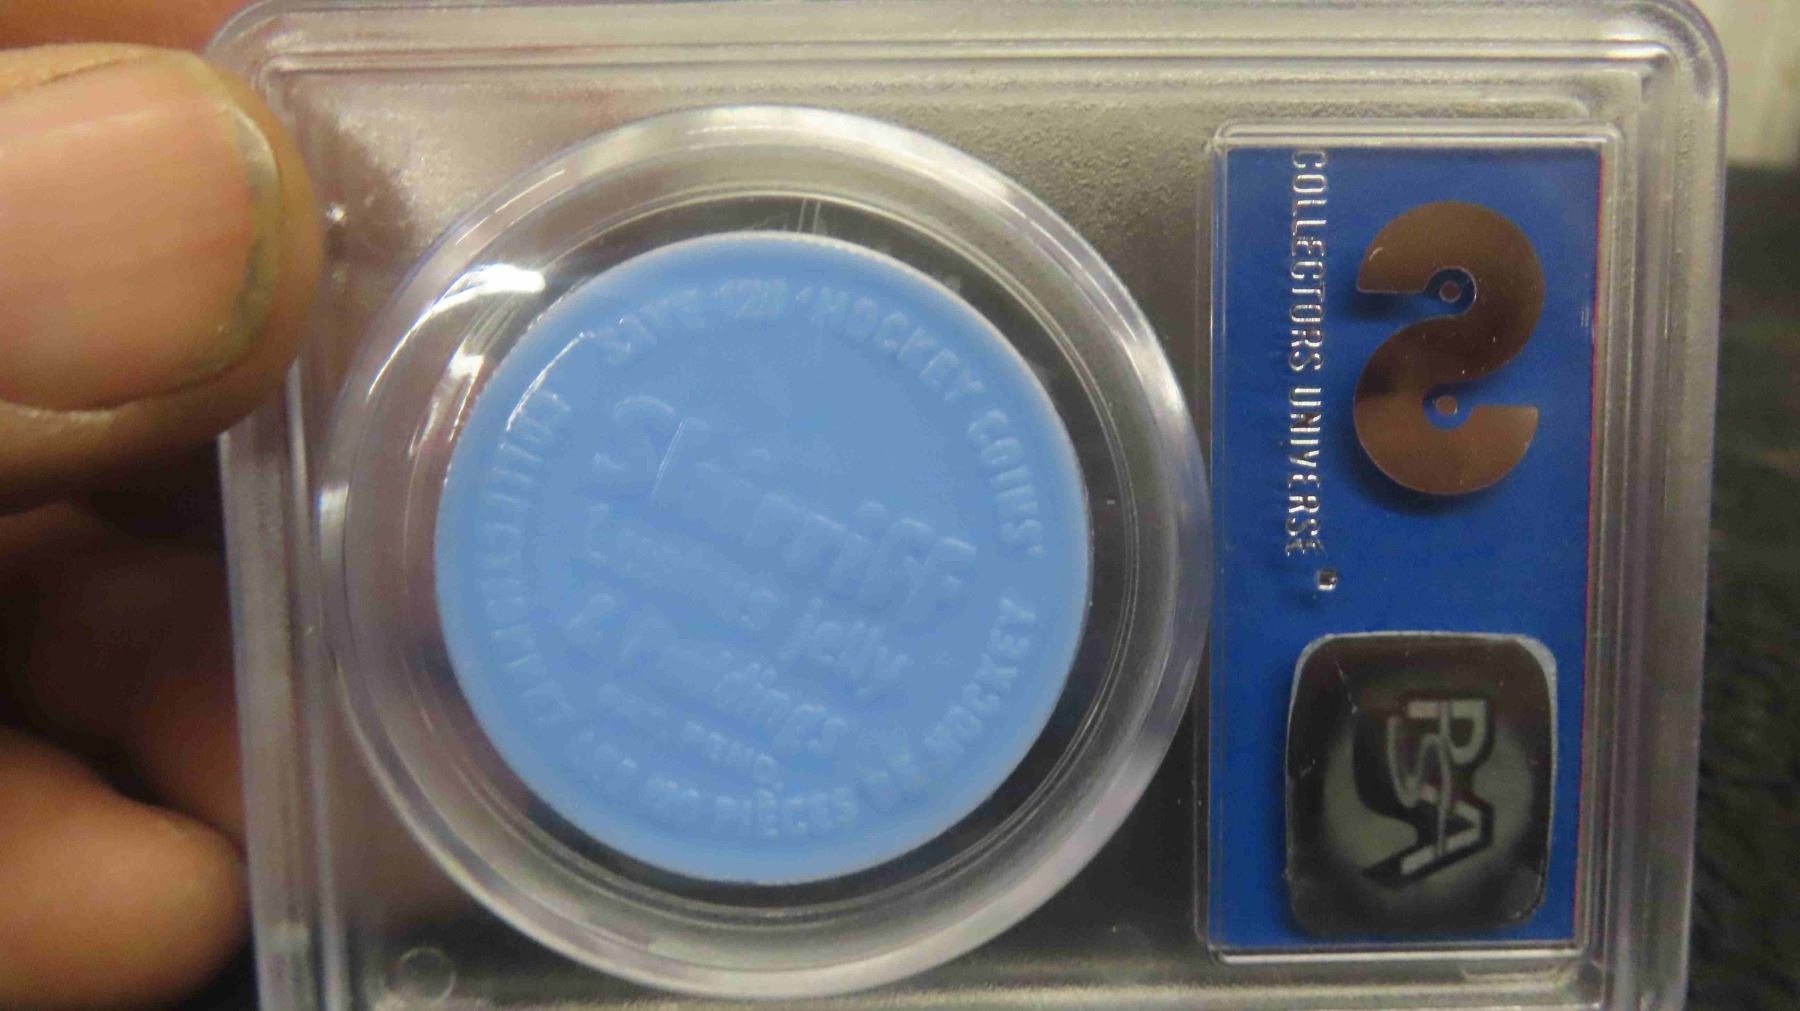 SAVE 120 'HOCKEY COINS'
Shirriff
Jelly
& Puddings
COLLECTIONNEZ LES 120 PIÈCES DE HOCKEY
COLLECTORS UNIVERSE
PSA